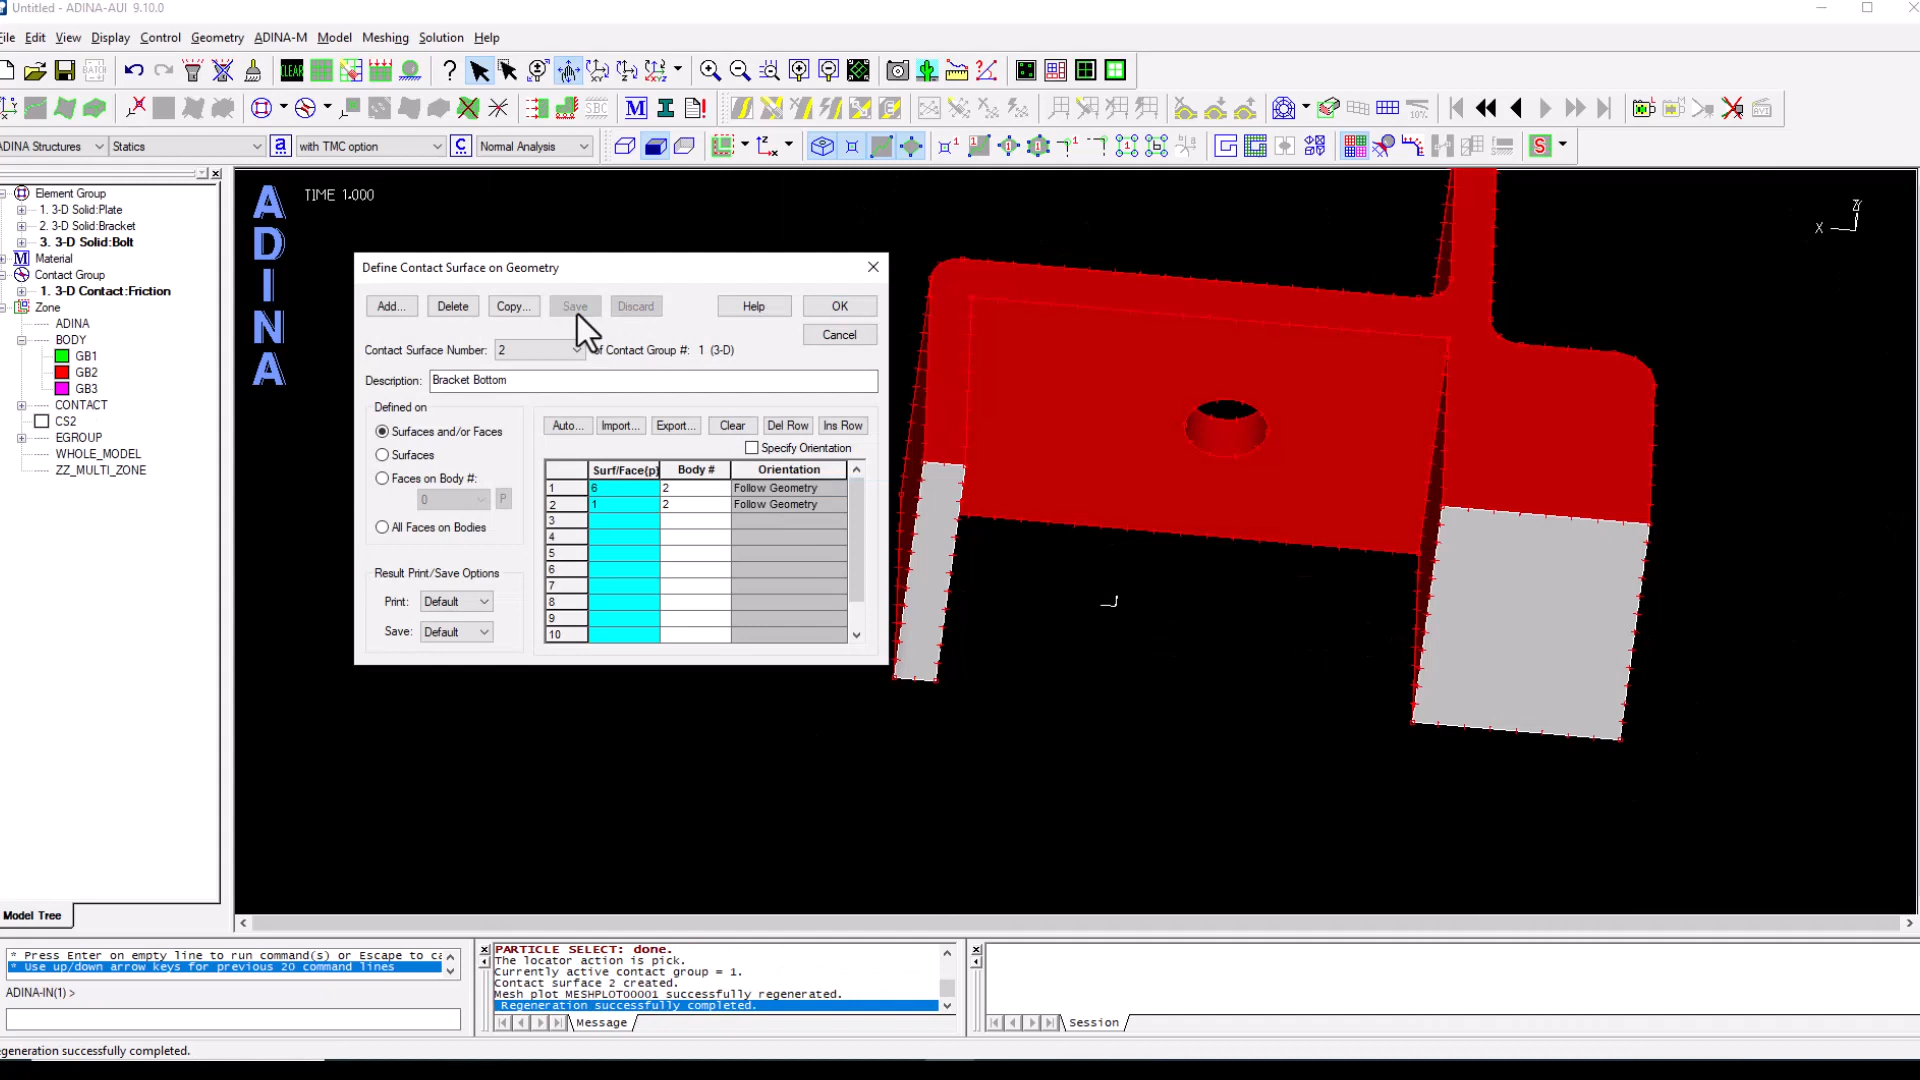 Untitled - ADINA-AUI 9.10.0
ile Edit View Display Control Geometry ADINA-M Model Meshing Solution Help
CLEAR
BATCH
SBC
ADINA Structures Statics with TMC option Normal Analysis
Element Group
1. 3-D Solid:Plate
2. 3-D Solid:Bracket
3. 3-D Solid:Bolt
Material
Contact Group
1. 3-D Contact:Friction
Zone
ADINA
BODY
GB1
GB2
GB3
CONTACT
CS2
EGROUP
WHOLE_MODEL
ZZ_MULTI_ZONE
Model Tree
ADINA
TIME 1.000
Z
X
Define Contact Surface on Geometry
Add... Delete Copy... Save Discard Help OK
Cancel
Contact Surface Number: 2 of Contact Group #: 1 (3-D)
Description: Bracket Bottom
Defined on
Surfaces and/or Faces
Surfaces
Faces on Body #:
0 P
All Faces on Bodies
Result Print/Save Options
Print: Default
Save: Default
Auto... Import... Export... Clear Del Row Ins Row
Specify Orientation
Surf/Face{p} Body # Orientation
1 6 2 Follow Geometry
2 1 2 Follow Geometry
3
4
5
6
7
8
9
10
* Press Enter on empty line to run command(s) or Escape to ca
* Use up/down arrow keys for previous 20 command lines
ADINA-IN(1) >
PARTICLE SELECT: done.
The locator action is pick.
Currently active contact group = 1.
Contact surface 2 created.
Mesh plot MESHPLOT00001 successfully regenerated.
Regeneration successfully completed.
Message
Session
egeneration successfully completed.